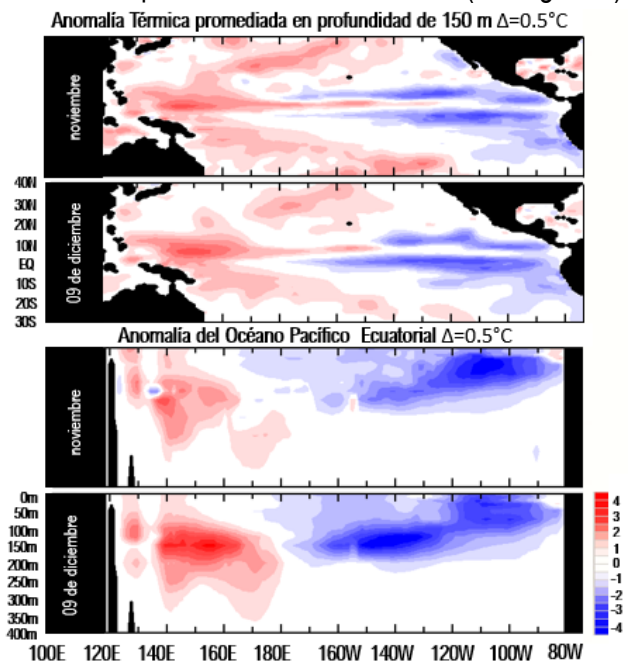 Anomalía Térmica promediada en profundidad de 150 m Δ=0.5°C
noviembre
40N
30N
20N
10N
EQ
10S
20S
30S
09 de diciembre
Anomalía del Océano Pacífico Ecuatorial Δ=0.5°C
noviembre
0m
50m
100m
150m
200m
250m
300m
350m
400m
09 de diciembre
4
3
2
1
0
-1
-2
-3
-4
100E 120E 140E 160E 180E 160W 140W 120W 100W 80W